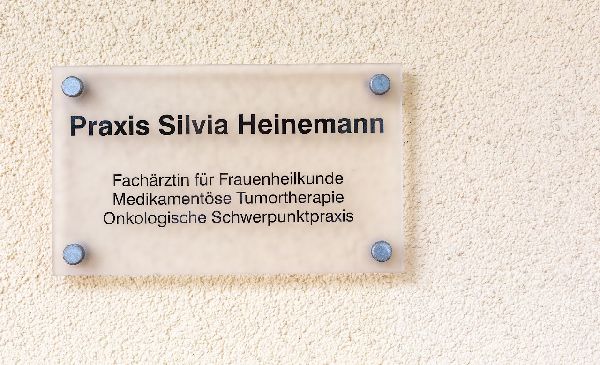 Praxis Silvia Heinemann
Fachärztin für Frauenheilkunde
Medikamentöse Tumortherapie
Onkologische Schwerpunktpraxis